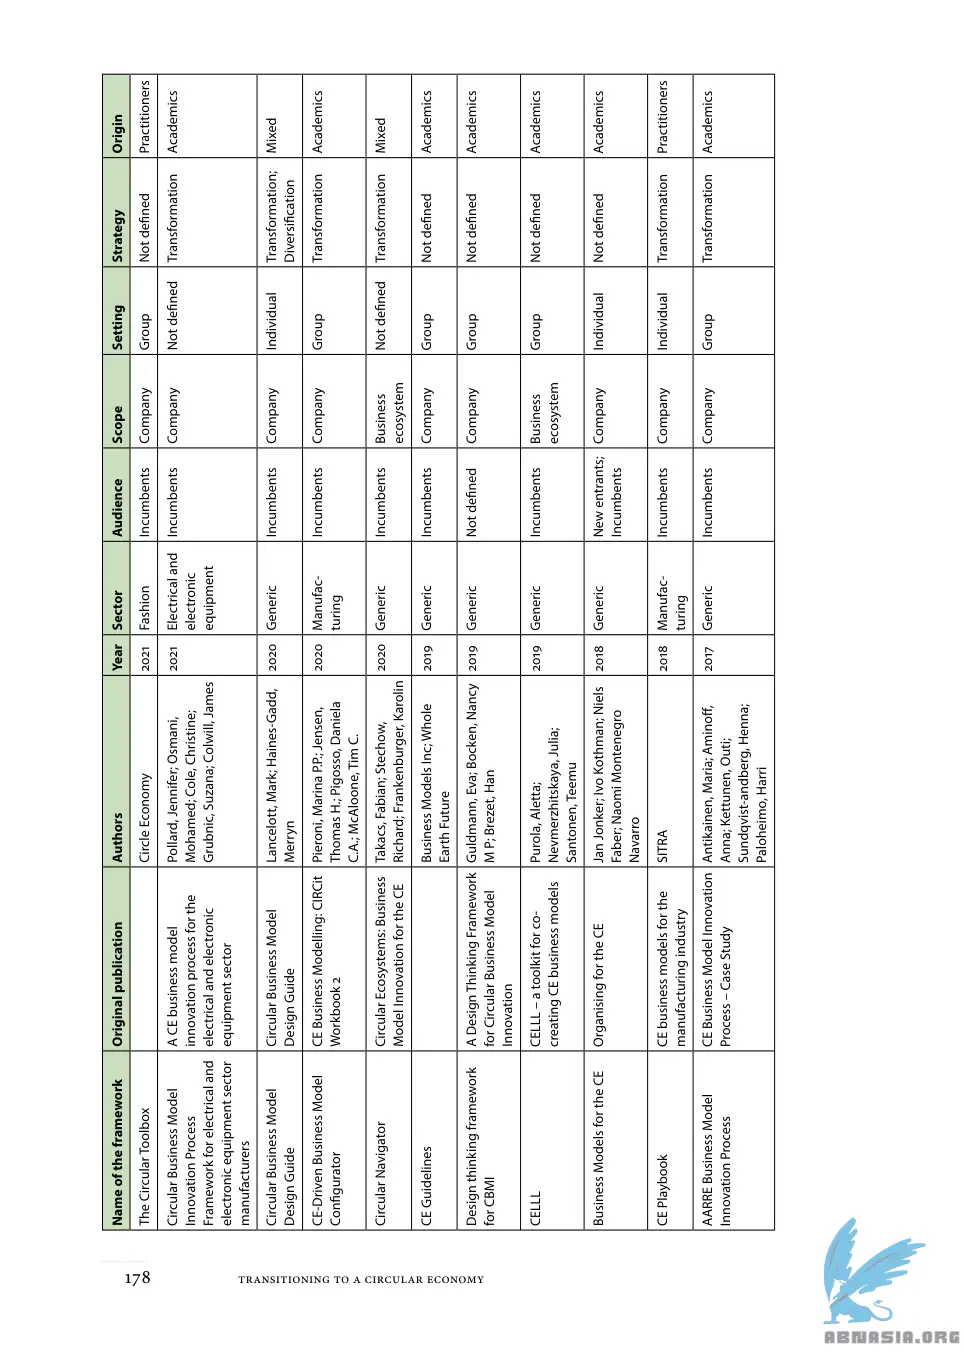 Name of the framework Original publication Authors Year Sector Audience Scope Setting Strategy Origin
The Circular Toolbox Circle Economy 2021 Fashion Incumbents Company Group Not defined Practitioners
Circular Business Model
Innovation Process
Framework for electrical and
electronic equipment sector
manufacturers
A CE business model
innovation process for the
electrical and electronic
equipment sector
Pollard, Jennifer; Osmani,
Mohamed; Cole, Christine;
Grubnic, Suzana; Colwill, James
2021
Electrical and
electronic
equipment
Incumbents
Company
Not defined
Transformation
Academics
Circular Business Model
Design Guide
Circular Business Model
Design Guide
Lancelott, Mark; Haines-Gadd,
Merryn
2020
Generic
Incumbents
Company
Individual
Transformation;
Diversification
Mixed
CE-Driven Business Model
Configurator
CE Business Modelling: CIRCit
Workbook 2
Pieroni, Marina P.P.; Jensen,
Thomas H.; Pigosso, Daniela
C.A.; McAloone, Tim C.
2020
Manufac-
turing
Incumbents
Company
Group
Transformation
Academics
Circular Navigator
Circular Ecosystems: Business
Model Innovation for the CE
Takacs, Fabian; Stechow,
Richard; Frankenburger, Karolin
2020
Generic
Incumbents
Business
ecosystem
Not defined
Transformation
Mixed
CE Guidelines
Business Models Inc; Whole
Earth Future
2019
Generic
Incumbents
Company
Group
Not defined
Academics
Design thinking framework
for CBMI
A Design Thinking Framework
for Circular Business Model
Innovation
Guldmann, Eva; Bocken, Nancy
M P; Brezet, Han
2019
Generic
Not defined
Company
Group
Not defined
Academics
CELLL
CELLL – a toolkit for co-
creating CE business models
Purola, Aletta;
Nevmerzhitskaya, Julia;
Santonen, Teemu
2019
Generic
Incumbents
Business
ecosystem
Group
Not defined
Academics
Business Models for the CE
Organising for the CE
Jan Jonker; Ivo Kothman; Niels
Faber; Naomi Montenegro
Navarro
2018
Generic
New entrants;
Incumbents
Company
Individual
Not defined
Academics
CE Playbook
CE business models for the
manufacturing industry
SITRA
2018
Manufac-
turing
Incumbents
Company
Individual
Transformation
Practitioners
AARRE Business Model
Innovation Process
CE Business Model Innovation
Process – Case Study
Antikainen, Maria; Aminoff,
Anna; Kettunen, Outi;
Sundqvist-andberg, Henna;
Paloheimo, Harri
2017
Generic
Incumbents
Company
Group
Transformation
Academics
178 TRANSITIONING TO A CIRCULAR ECONOMY
ABNASIA.ORG